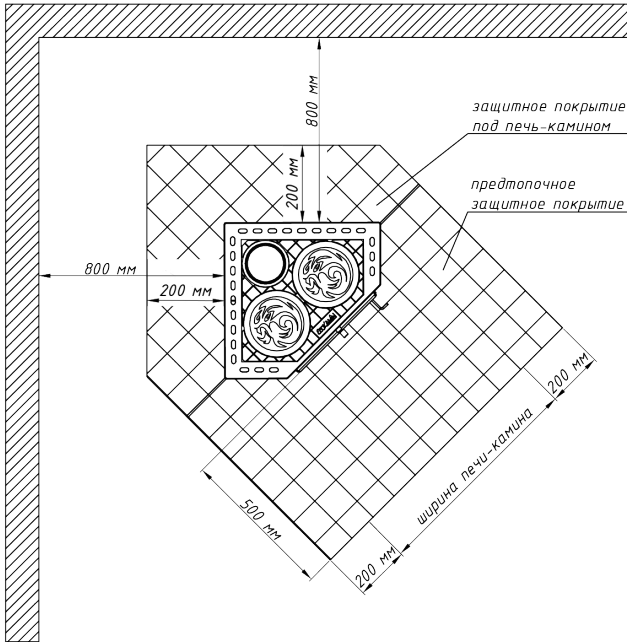 800 мм
защитное покрытие
под печь-камином
200 мм
предтопочное
защитное покрытие
800 мм
200 мм
200 мм
ширина печи-камина
500 мм
200 мм